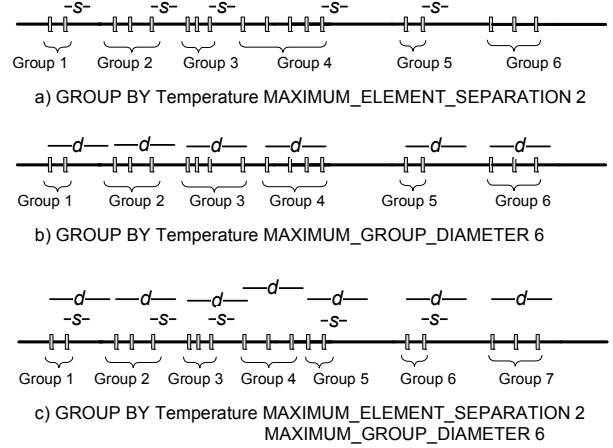 -s- -s- -s- -s- -s-
Group 1 Group 2 Group 3 Group 4 Group 5 Group 6
a) GROUP BY Temperature MAXIMUM_ELEMENT_SEPARATION 2
d d d d d d
Group 1 Group 2 Group 3 Group 4 Group 5 Group 6
b) GROUP BY Temperature MAXIMUM_GROUP_DIAMETER 6
d d d d d d d
-s- -s- -s- -s- -s-
Group 1 Group 2 Group 3 Group 4 Group 5 Group 6 Group 7
c) GROUP BY Temperature MAXIMUM_ELEMENT_SEPARATION 2
MAXIMUM_GROUP_DIAMETER 6